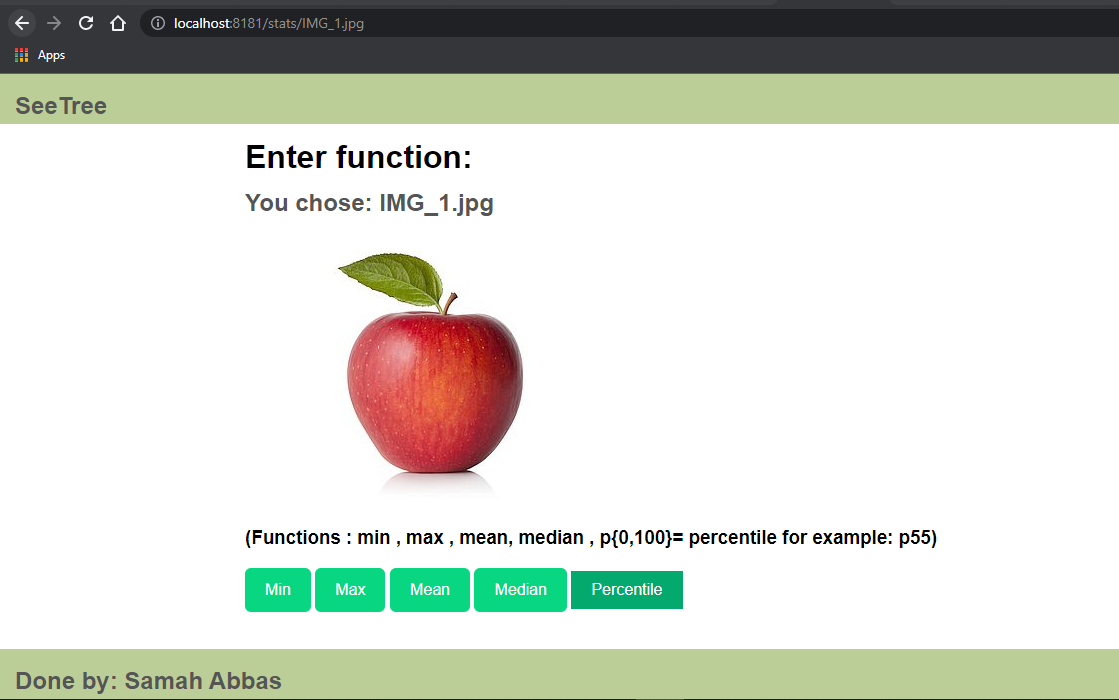 localhost:8181/stats/IMG_1.jpg
Apps
SeeTree
Enter function:
You chose: IMG_1.jpg
(Functions : min , max , mean, median , p{0,100}= percentile for example: p55)
Min Max Mean Median Percentile
Done by: Samah Abbas